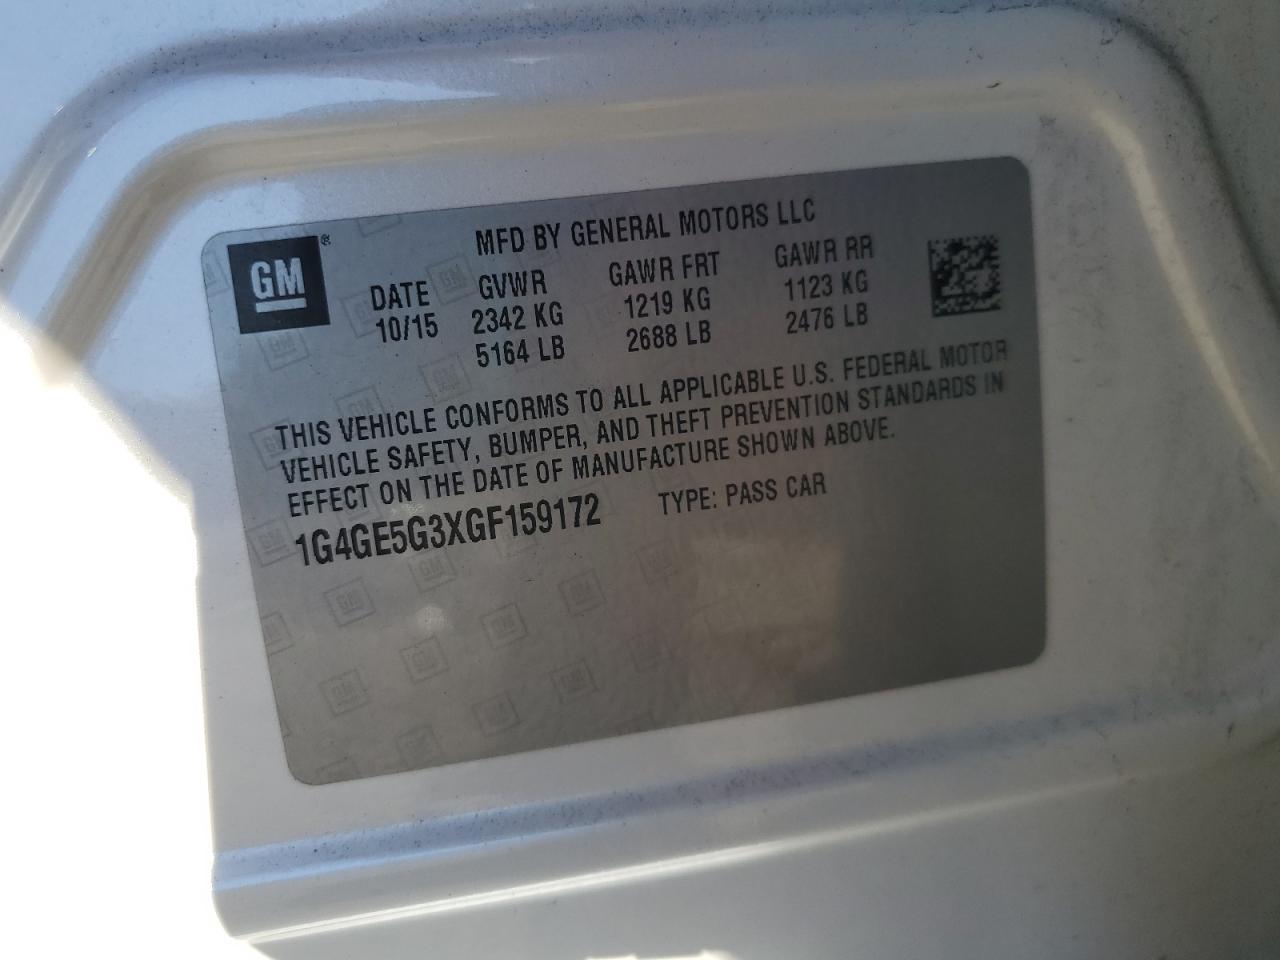 GM®
MFD BY GENERAL MOTORS LLC
DATE GVWR GAWR FRT GAWR RR
10/15 2342 KG 1219 KG 1123 KG
5164 LB 2688 LB 2476 LB
THIS VEHICLE CONFORMS TO ALL APPLICABLE U.S. FEDERAL MOTOR
VEHICLE SAFETY, BUMPER, AND THEFT PREVENTION STANDARDS IN
EFFECT ON THE DATE OF MANUFACTURE SHOWN ABOVE.
1G4GE5G3XGF159172 TYPE: PASS CAR